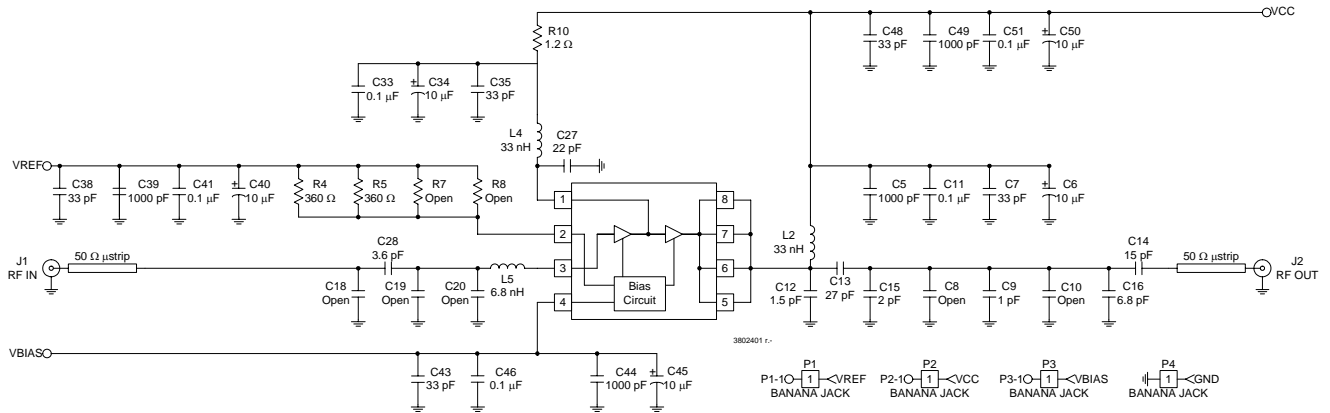 VCC
R10
1.2 Ω
C48
33 pF
C49
1000 pF
C51
0.1 μF
+
C50
10 μF
C33
0.1 μF
+
C34
10 μF
C35
33 pF
L4
33 nH
C27
22 pF
VREF
C38
33 pF
C39
1000 pF
C41
0.1 μF
+
C40
10 μF
R4
360 Ω
R5
360 Ω
R7
Open
R8
Open
1
2
3
4
8
7
6
5
Bias
Circuit
C5
1000 pF
C11
0.1 μF
C7
33 pF
+
C6
10 μF
L2
33 nH
J1
RF IN
50 Ω μstrip
C28
3.6 pF
C18
Open
C19
Open
C20
Open
L5
6.8 nH
C12
1.5 pF
C13
27 pF
C15
2 pF
C8
Open
C9
1 pF
C10
Open
C16
6.8 pF
C14
15 pF
50 Ω μstrip
J2
RF OUT
3802401 r.-
VBIAS
C43
33 pF
C46
0.1 μF
C44
1000 pF
+
C45
10 μF
P1
P1-1 1 VREF
BANANA JACK
P2
P2-1 1 VCC
BANANA JACK
P3
P3-1 1 VBIAS
BANANA JACK
P4
1 GND
BANANA JACK